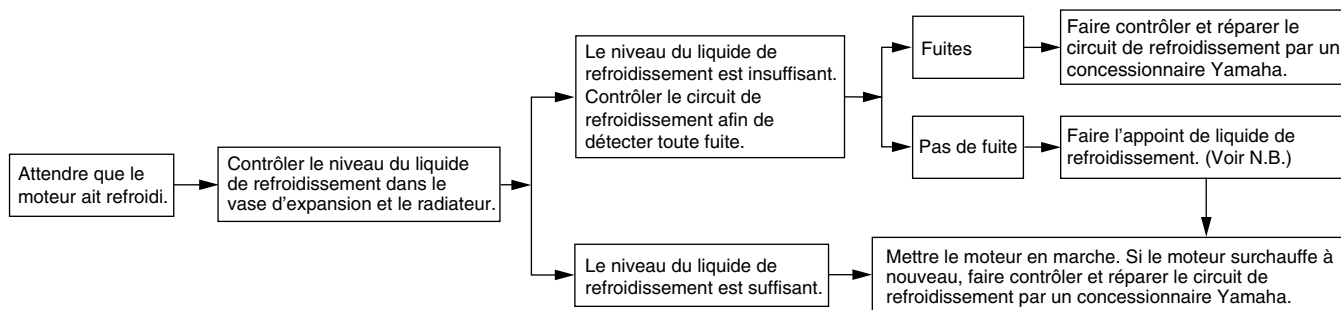 Attendre que le
moteur ait refroidi.
Contrôler le niveau du liquide
de refroidissement dans le
vase d'expansion et le radiateur.
Le niveau du liquide de
refroidissement est insuffisant.
Contrôler le circuit de
refroidissement afin de
détecter toute fuite.
Fuites
Faire contrôler et réparer le
circuit de refroidissement par un
concessionnaire Yamaha.
Pas de fuite
Faire l'appoint de liquide de
refroidissement. (Voir N.B.)
Le niveau du liquide de
refroidissement est suffisant.
Mettre le moteur en marche. Si le moteur surchauffe à
nouveau, faire contrôler et réparer le circuit de
refroidissement par un concessionnaire Yamaha.